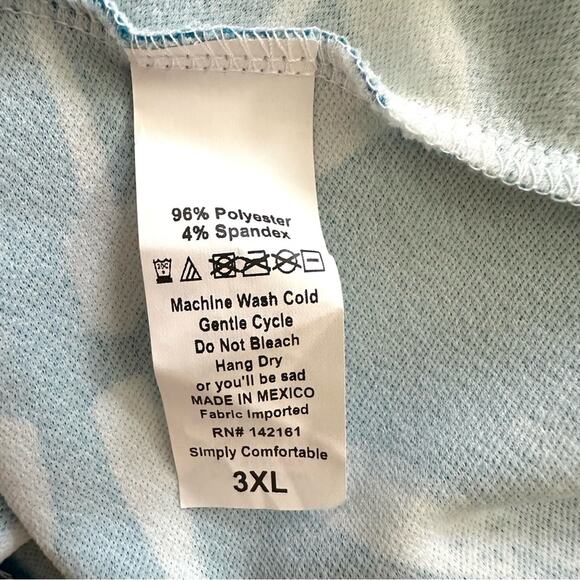 96% Polyester
4% Spandex
Machine Wash Cold
Gentle Cycle
Do Not Bleach
Hang Dry
or you'll be sad
MADE IN MEXICO
Fabric Imported
RN# 142161
Simply Comfortable
3XL